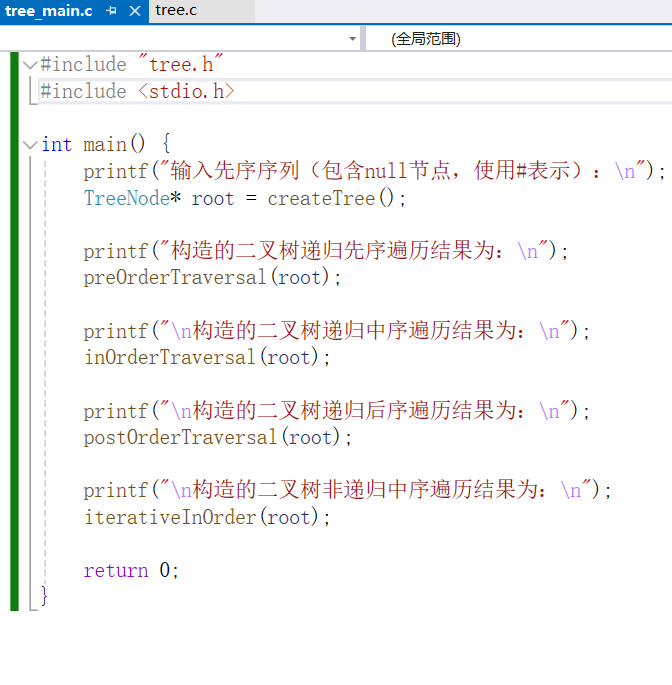 tree_main.c tree.c
(全局范围)
#include "tree.h"
#include <stdio.h>
int main() {
printf("输入先序序列（包含null节点，使用#表示）：\n");
TreeNode* root = createTree();
printf("构造的二叉树递归先序遍历结果为：\n");
preOrderTraversal(root);
printf("\n构造的二叉树递归中序遍历结果为：\n");
inOrderTraversal(root);
printf("\n构造的二叉树递归后序遍历结果为：\n");
postOrderTraversal(root);
printf("\n构造的二叉树非递归中序遍历结果为：\n");
iterativeInOrder(root);
return 0;
}